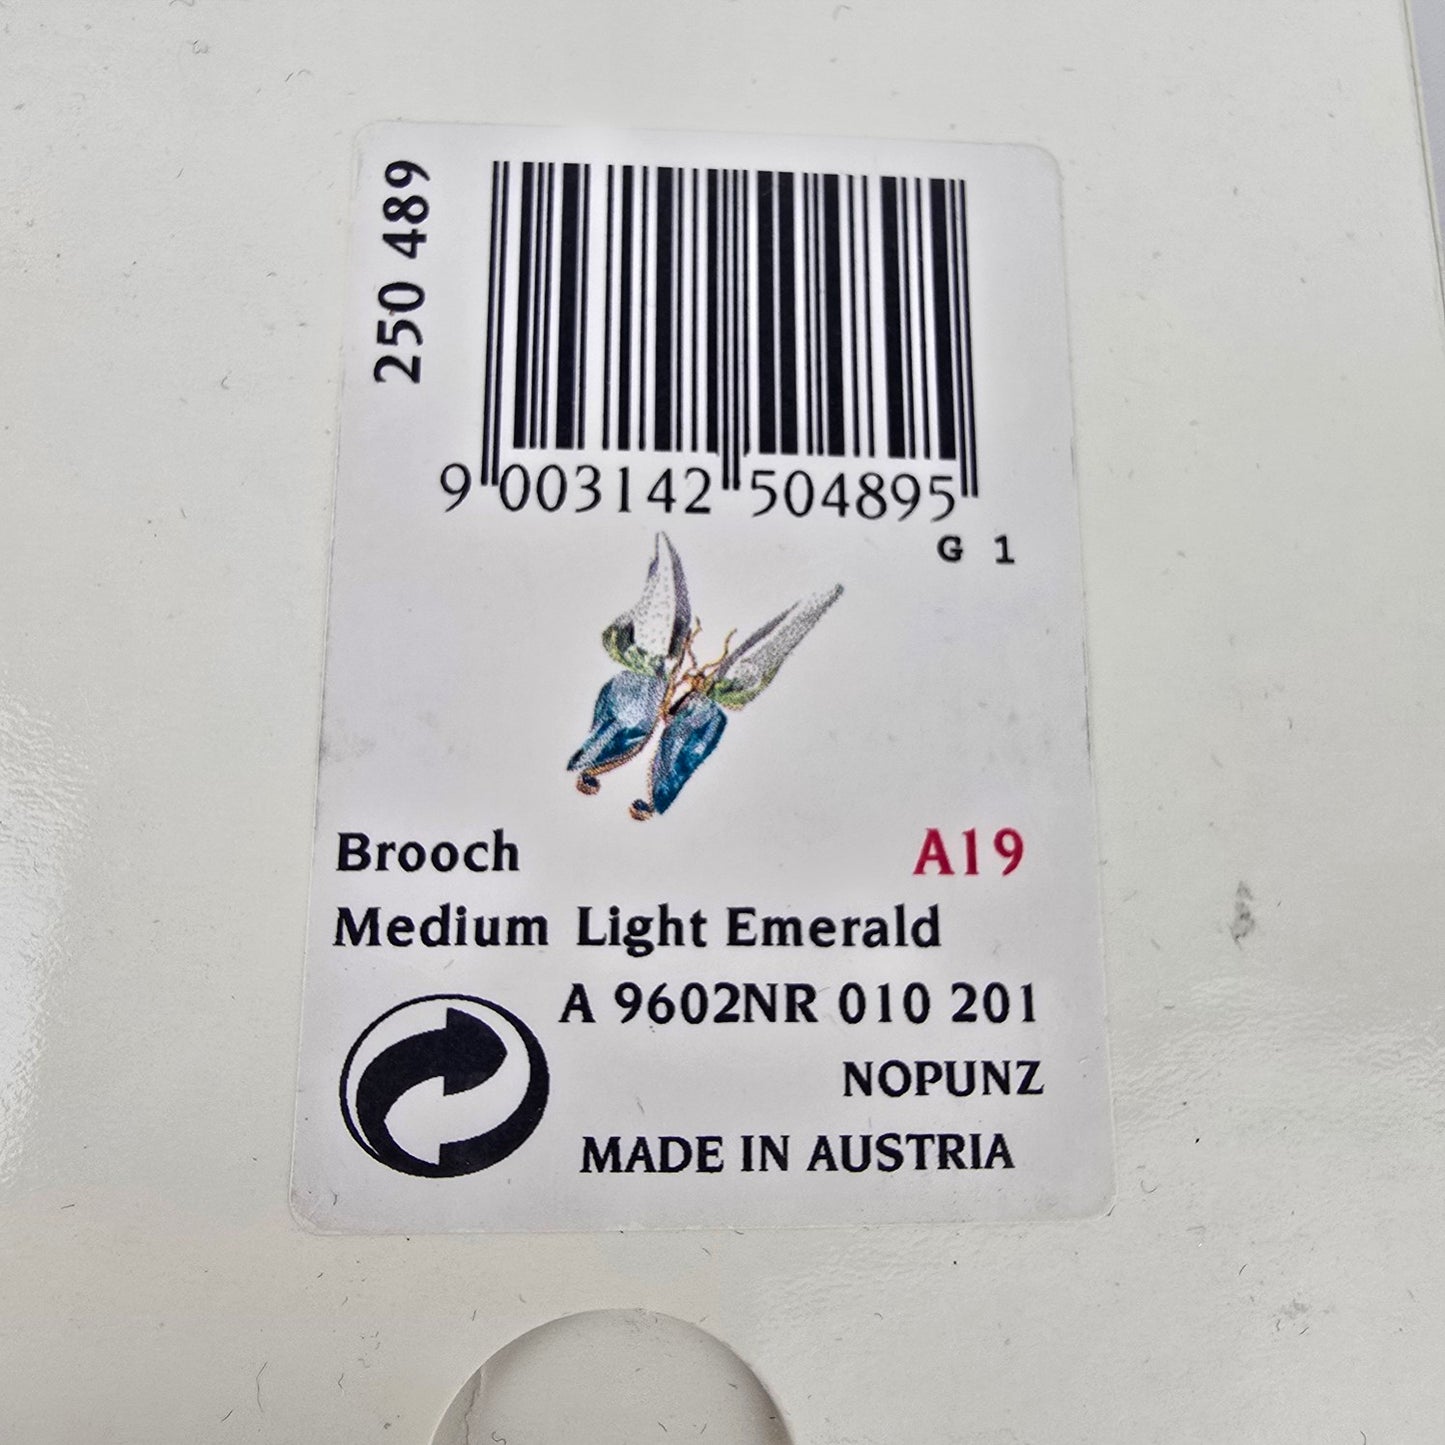 250 489
9 003142 504895
G 1
Brooch
A19
Medium Light Emerald
A 9602NR 010 201
NOPUNZ
MADE IN AUSTRIA